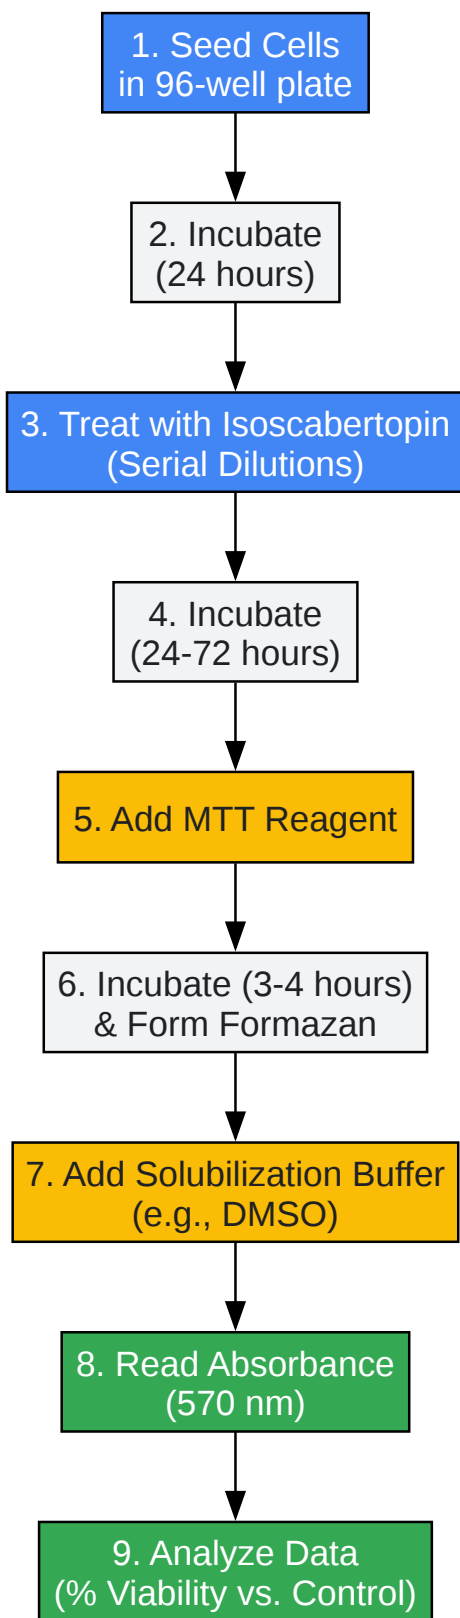 1. Seed Cells
in 96-well plate
2. Incubate
(24 hours)
3. Treat with Isoscabertopin
(Serial Dilutions)
4. Incubate
(24-72 hours)
5. Add MTT Reagent
6. Incubate (3-4 hours)
& Form Formazan
7. Add Solubilization Buffer
(e.g., DMSO)
8. Read Absorbance
(570 nm)
9. Analyze Data
(% Viability vs. Control)